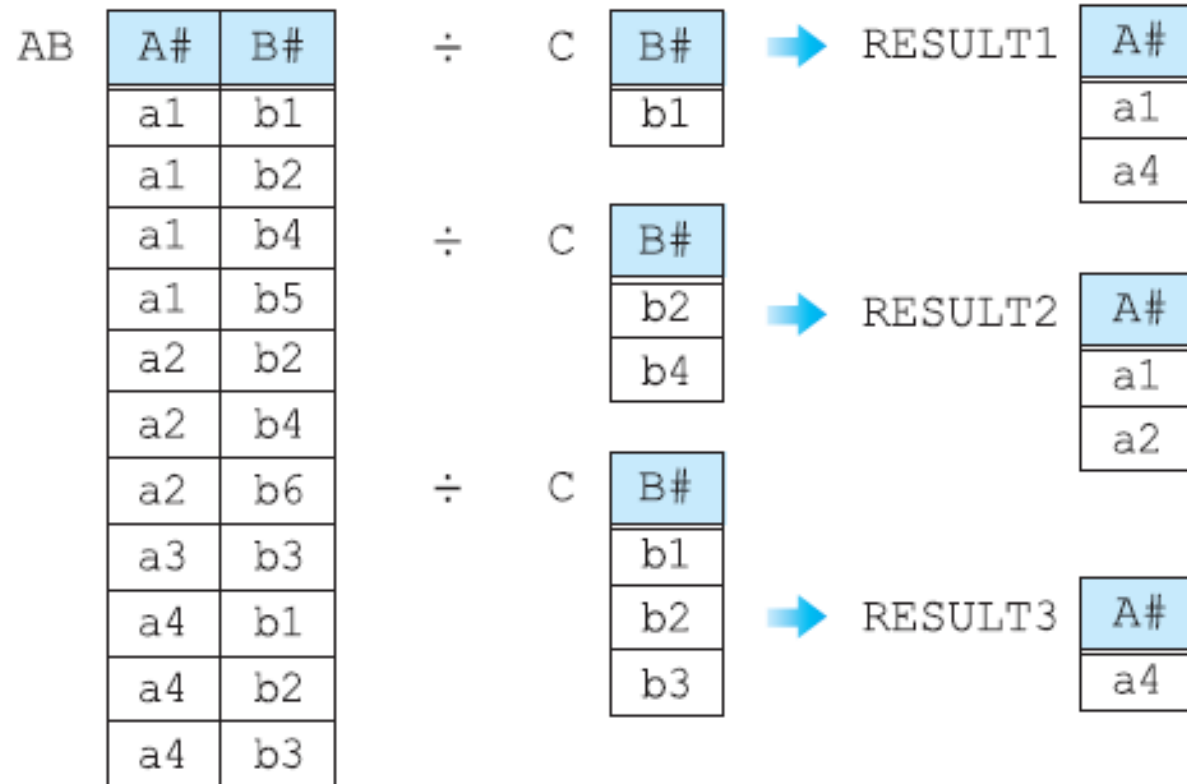 AB A# B# ÷ C B# RESULT1 A#
a1 b1 b1 a1
a1 b2 a4
a1 b4 ÷ C B#
a1 b5 b2 RESULT2 A#
a2 b2 b4 a1
a2 b4 a2
a2 b6 ÷ C B#
a3 b3 b1
a4 b1 b2 RESULT3 A#
a4 b2 b3 a4
a4 b3